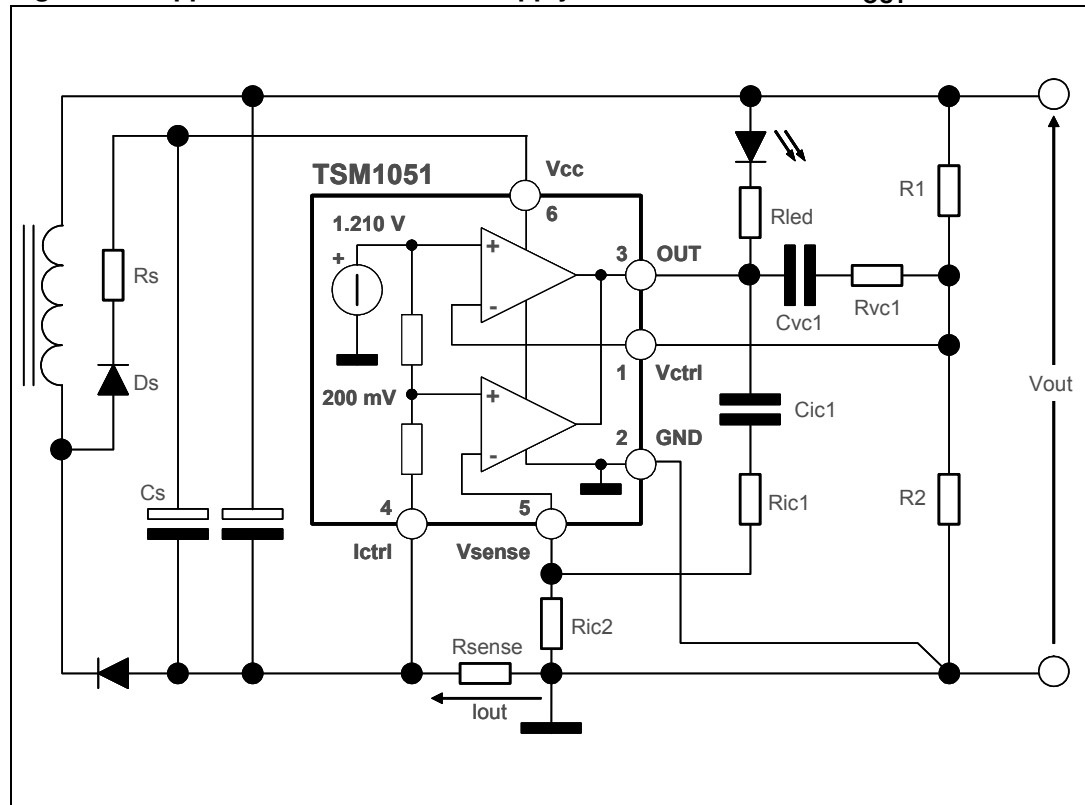 TSM1051
Vcc
6
1.210 V
+
+
-
3
OUT
Rled
R1
Rs
Cvc1
Rvc1
1
Vctrl
Ds
200 mV
+
-
2
GND
Cic1
Vout
Cs
4
5
Ric1
R2
Ictrl
Vsense
Ric2
Rsense
Iout